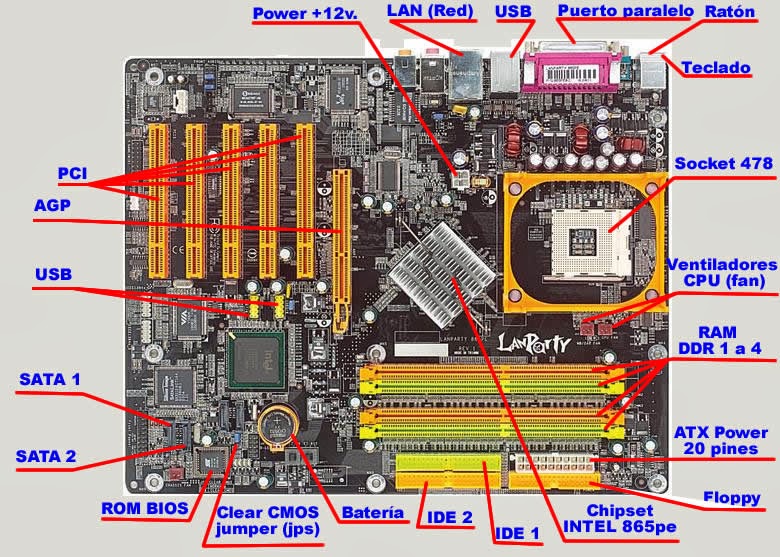 Power +12v.
LAN (Red)
USB
Puerto paralelo
Ratón
Teclado
PCI
Socket 478
AGP
USB
Ventiladores
CPU (fan)
LANPARTY
LANPARTY
RAM
DDR 1 a 4
SATA 1
SATA 2
ATX Power
20 pines
ROM BIOS
Clear CMOS
jumper (jps)
Batería
IDE 2
IDE 1
Chipset
INTEL 865pe
Floppy